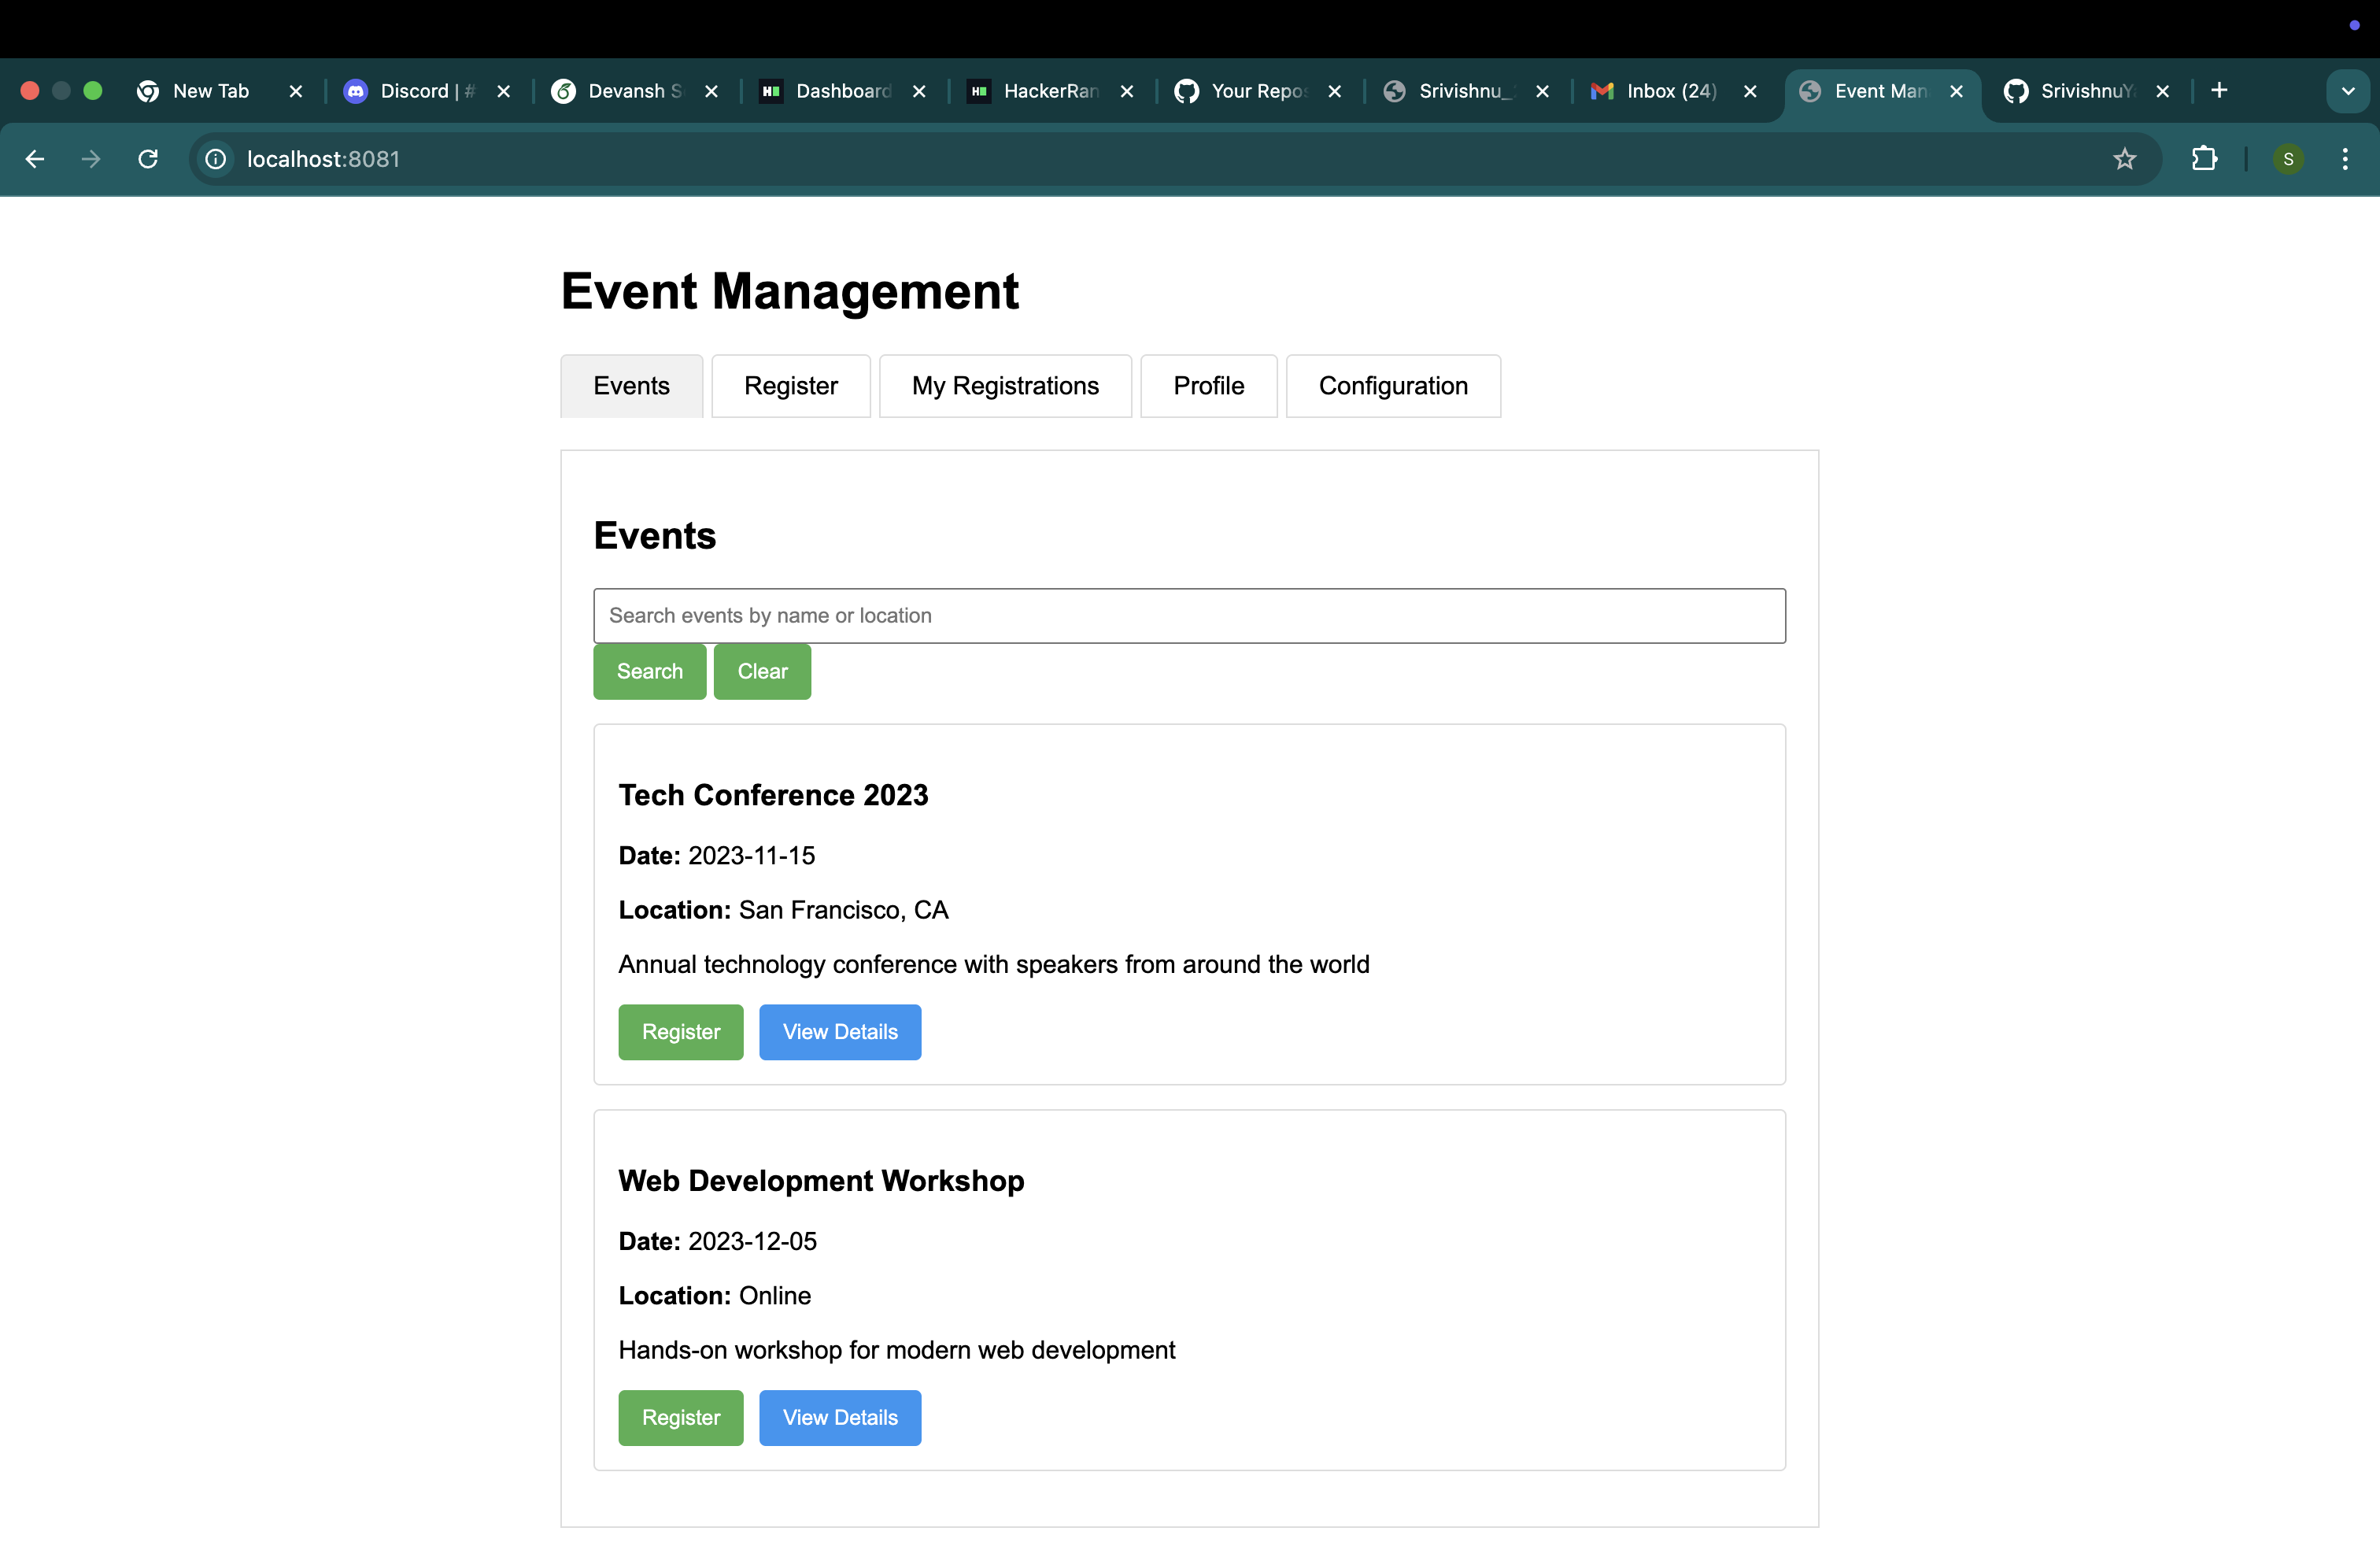 New Tab
Discord | #
Devansh S
Dashboard
HackerRan
Your Repos
Srivishnu_
Inbox (24)
Event Man
SrivishnuY
localhost:8081
S
Event Management
Events
Register
My Registrations
Profile
Configuration
Events
Search events by name or location
Search
Clear
Tech Conference 2023
Date: 2023-11-15
Location: San Francisco, CA
Annual technology conference with speakers from around the world
Register
View Details
Web Development Workshop
Date: 2023-12-05
Location: Online
Hands-on workshop for modern web development
Register
View Details